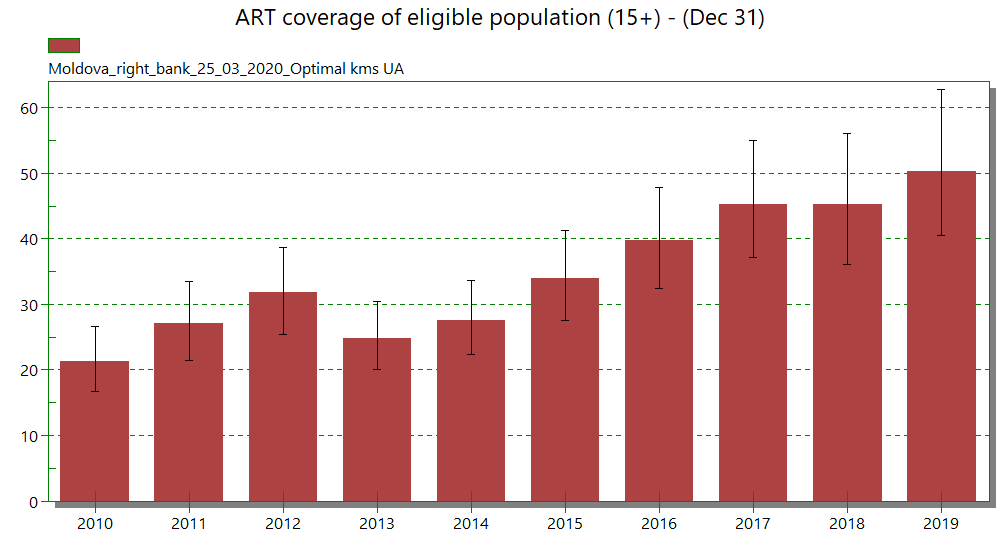 ART coverage of eligible population (15+) - (Dec 31)
Moldova_right_bank_25_03_2020_Optimal kms UA
60
50
40
30
20
10
0
2010 2011 2012 2013 2014 2015 2016 2017 2018 2019